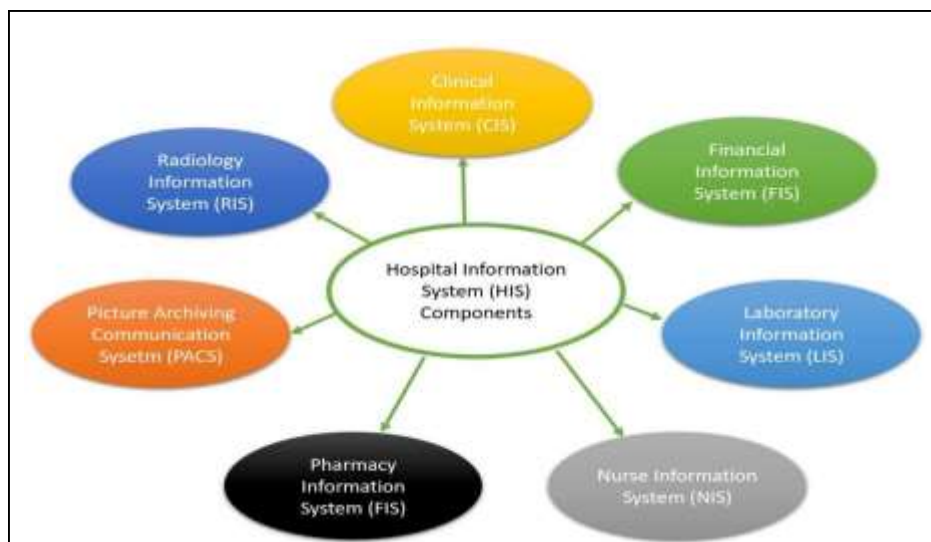 Clinical
Information
System (CIS)
Radiology
Information
System (RIS)
Financial
Information
System (FIS)
Hospital Information
System (HIS)
Components
Picture Archiving
Communication
Sysetm (PACS)
Laboratory
Information
System (LIS)
Pharmacy
Information
System (FIS)
Nurse Information
System (NIS)